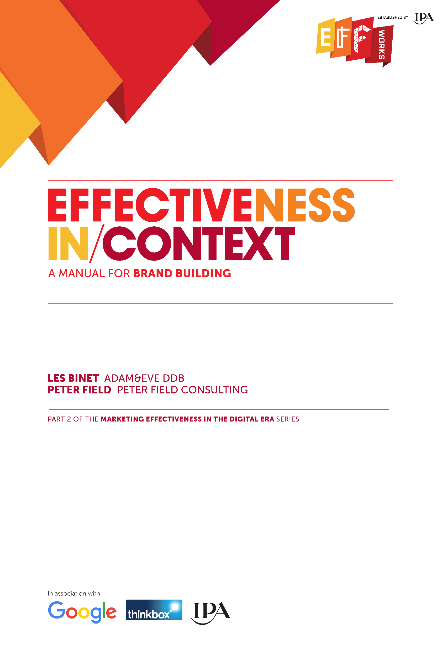 IPA
EFF
WORKS
EFFECTIVENESS
IN/CONTEXT
A MANUAL FOR BRAND BUILDING
LES BINET ADAM&EVE DDB
PETER FIELD PETER FIELD CONSULTING
PART 2 OF THE MARKETING EFFECTIVENESS IN THE DIGITAL ERA SERIES
In association with
Google thinkbox IPA